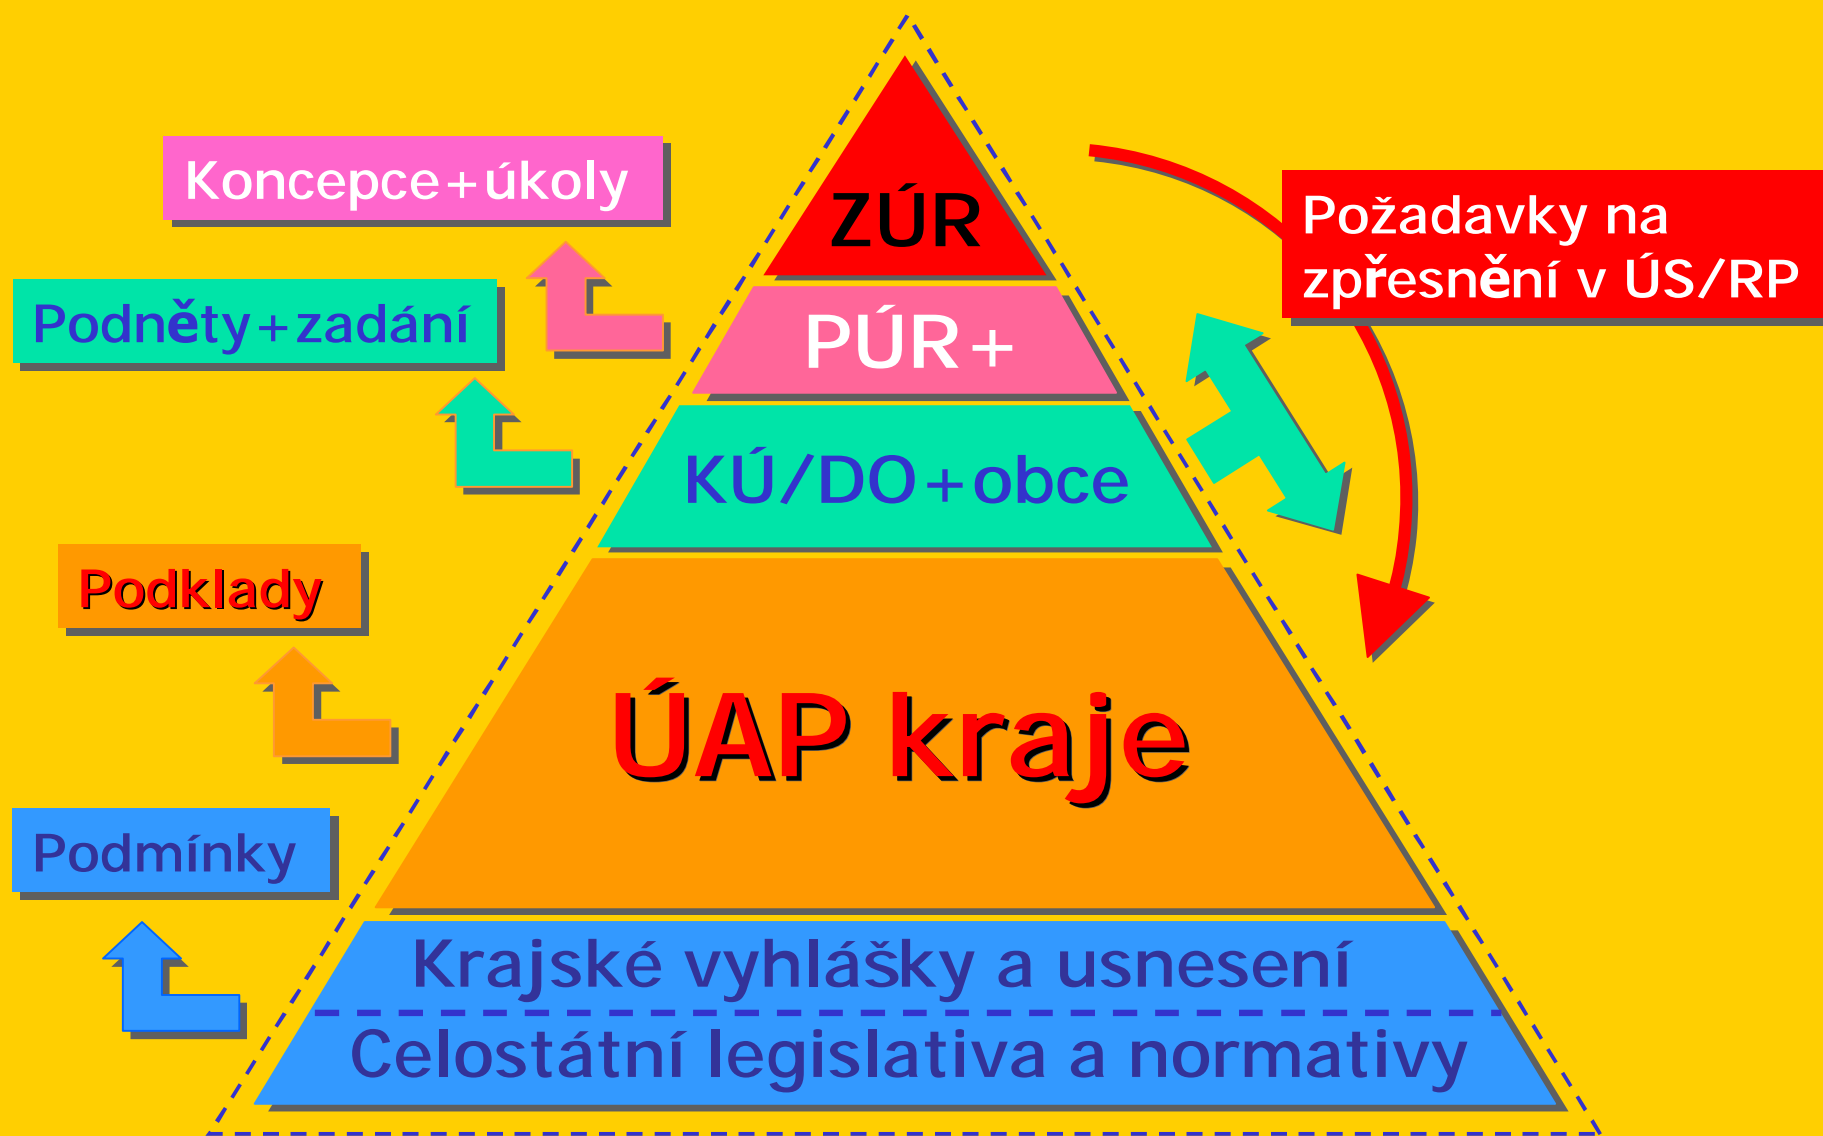 ZÚR
Koncepce+úkoly
Požadavky na
zpřesnění v ÚS/RP
Podněty+zadání
PÚR+
KÚ/DO+obce
Podklady
ÚAP kraje
Podmínky
Krajské vyhlášky a usnesení
Celostátní legislativa a normativy